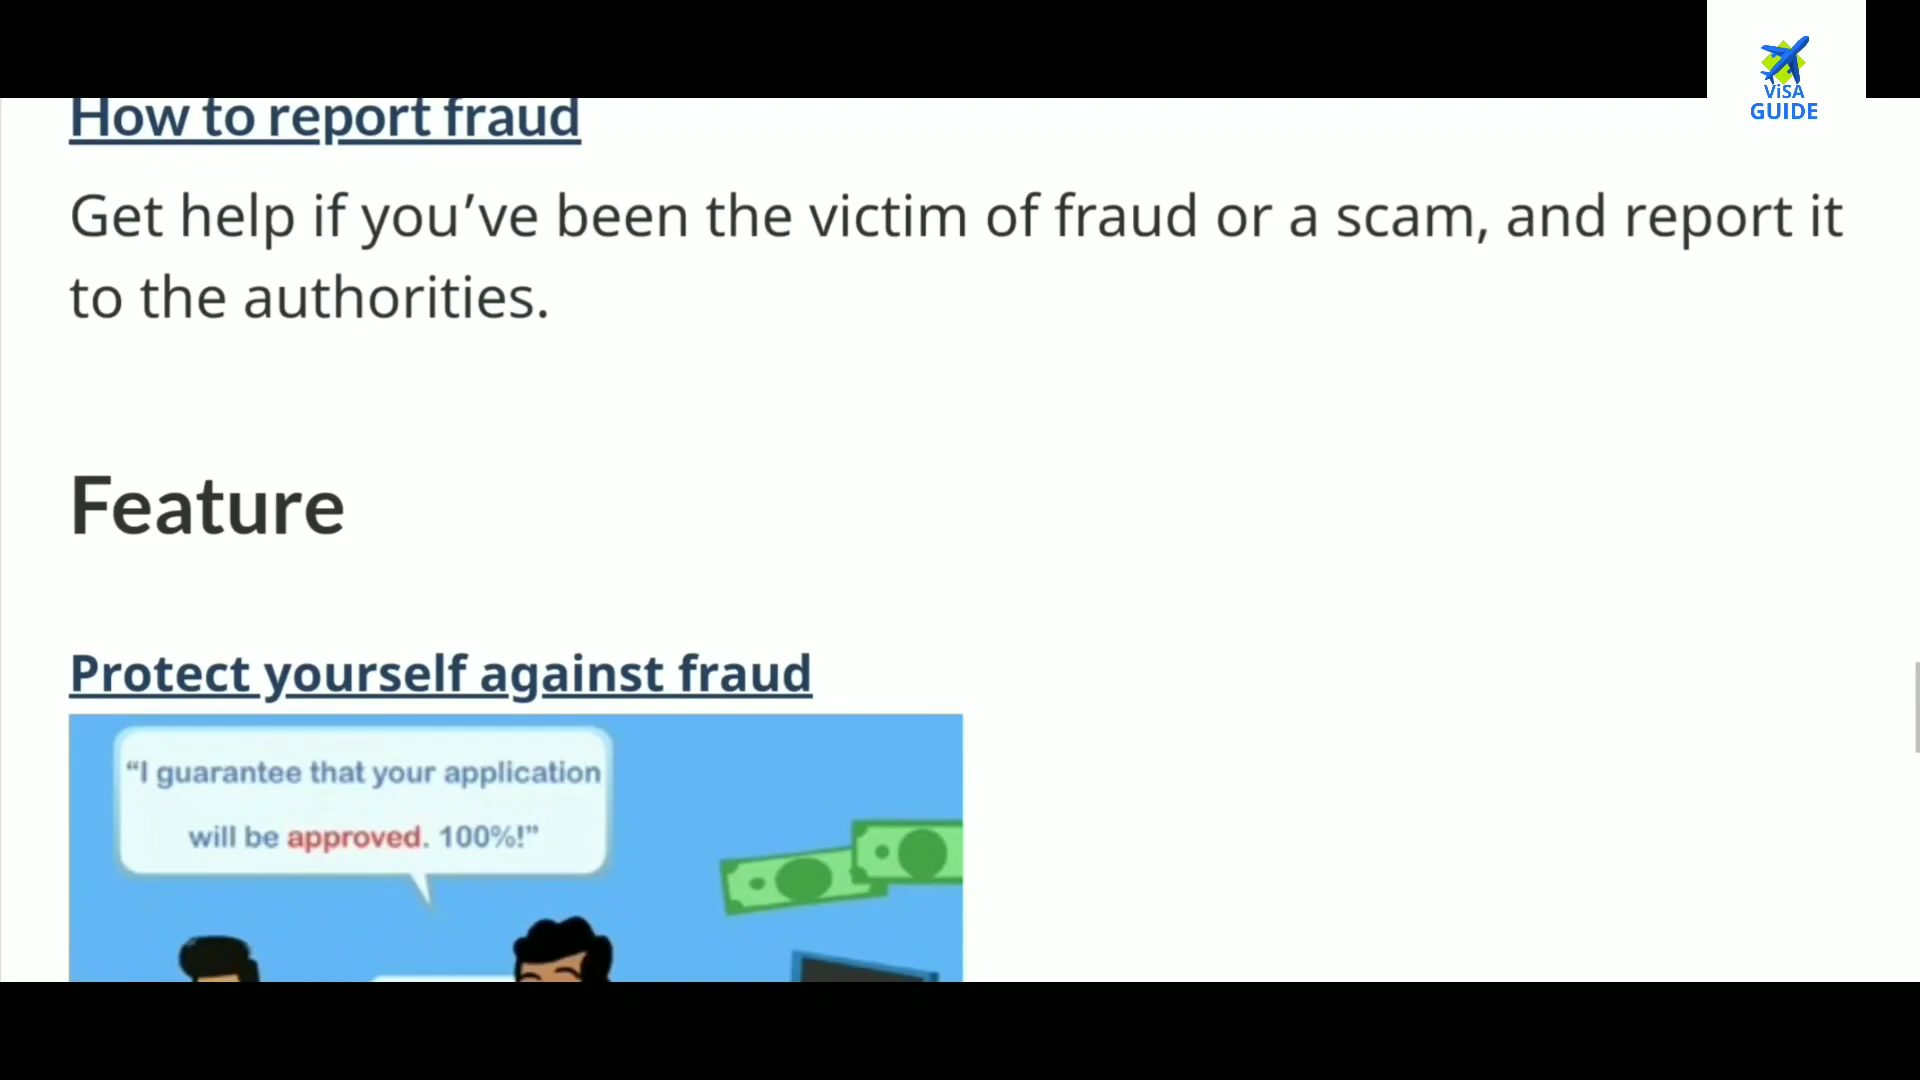 ViSA
GUIDE
How to report fraud
Get help if you’ve been the victim of fraud or a scam, and report it
to the authorities.
Feature
Protect yourself against fraud
“I guarantee that your application
will be approved. 100%!”